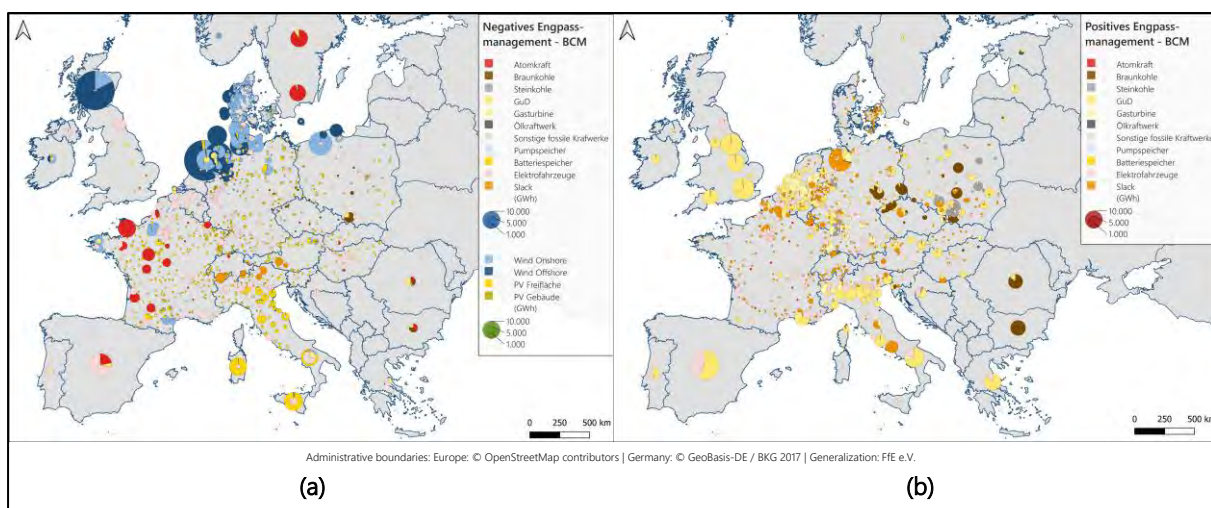 Negatives Engpass-
management - BCM
Atomkraft
Braunkohle
Steinkohle
GuD
Gasturbine
Ölkraftwerk
Sonstige fossile Krafwerke
Pumpspeicher
Batteriespeicher
Elektrofahrzeuge
Slack
(GWh)
10.000
5.000
1.000
Wind Onshore
Wind Offshore
PV Freifläche
PV Gebäude
(GWh)
10.000
5.000
1.000
0 250 500 km
Positives Engpass-
management - BCM
Atomkraft
Braunkohle
Steinkohle
GuD
Gasturbine
Ölkraftwerk
Sonstige fossile Kraftwerke
Pumpspeicher
Batteriespeicher
Elektrofahrzeuge
Slack
(GWh)
10.000
5.000
1.000
0 250 500 km
Administrative boundaries: Europe: © OpenStreetMap contributors | Germany: © GeoBasis-DE / BKG 2017 | Generalization: FfE e.V.
(a)
(b)